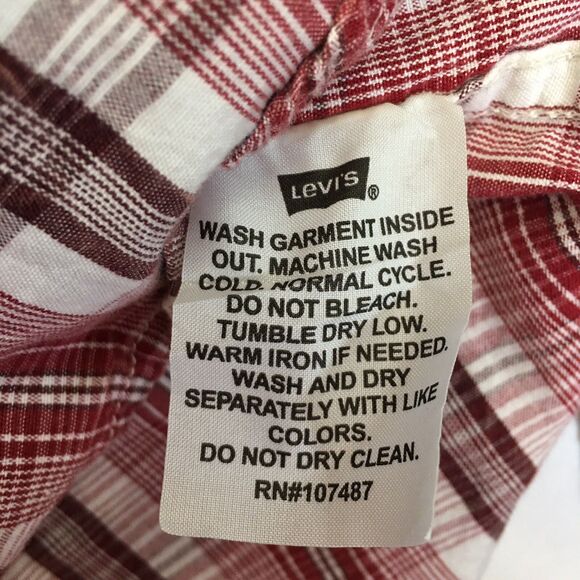 Levi's®
WASH GARMENT INSIDE
OUT. MACHINE WASH
COLD. NORMAL CYCLE.
DO NOT BLEACH.
TUMBLE DRY LOW.
WARM IRON IF NEEDED.
WASH AND DRY
SEPARATELY WITH LIKE
COLORS.
DO NOT DRY CLEAN.
RN#107487